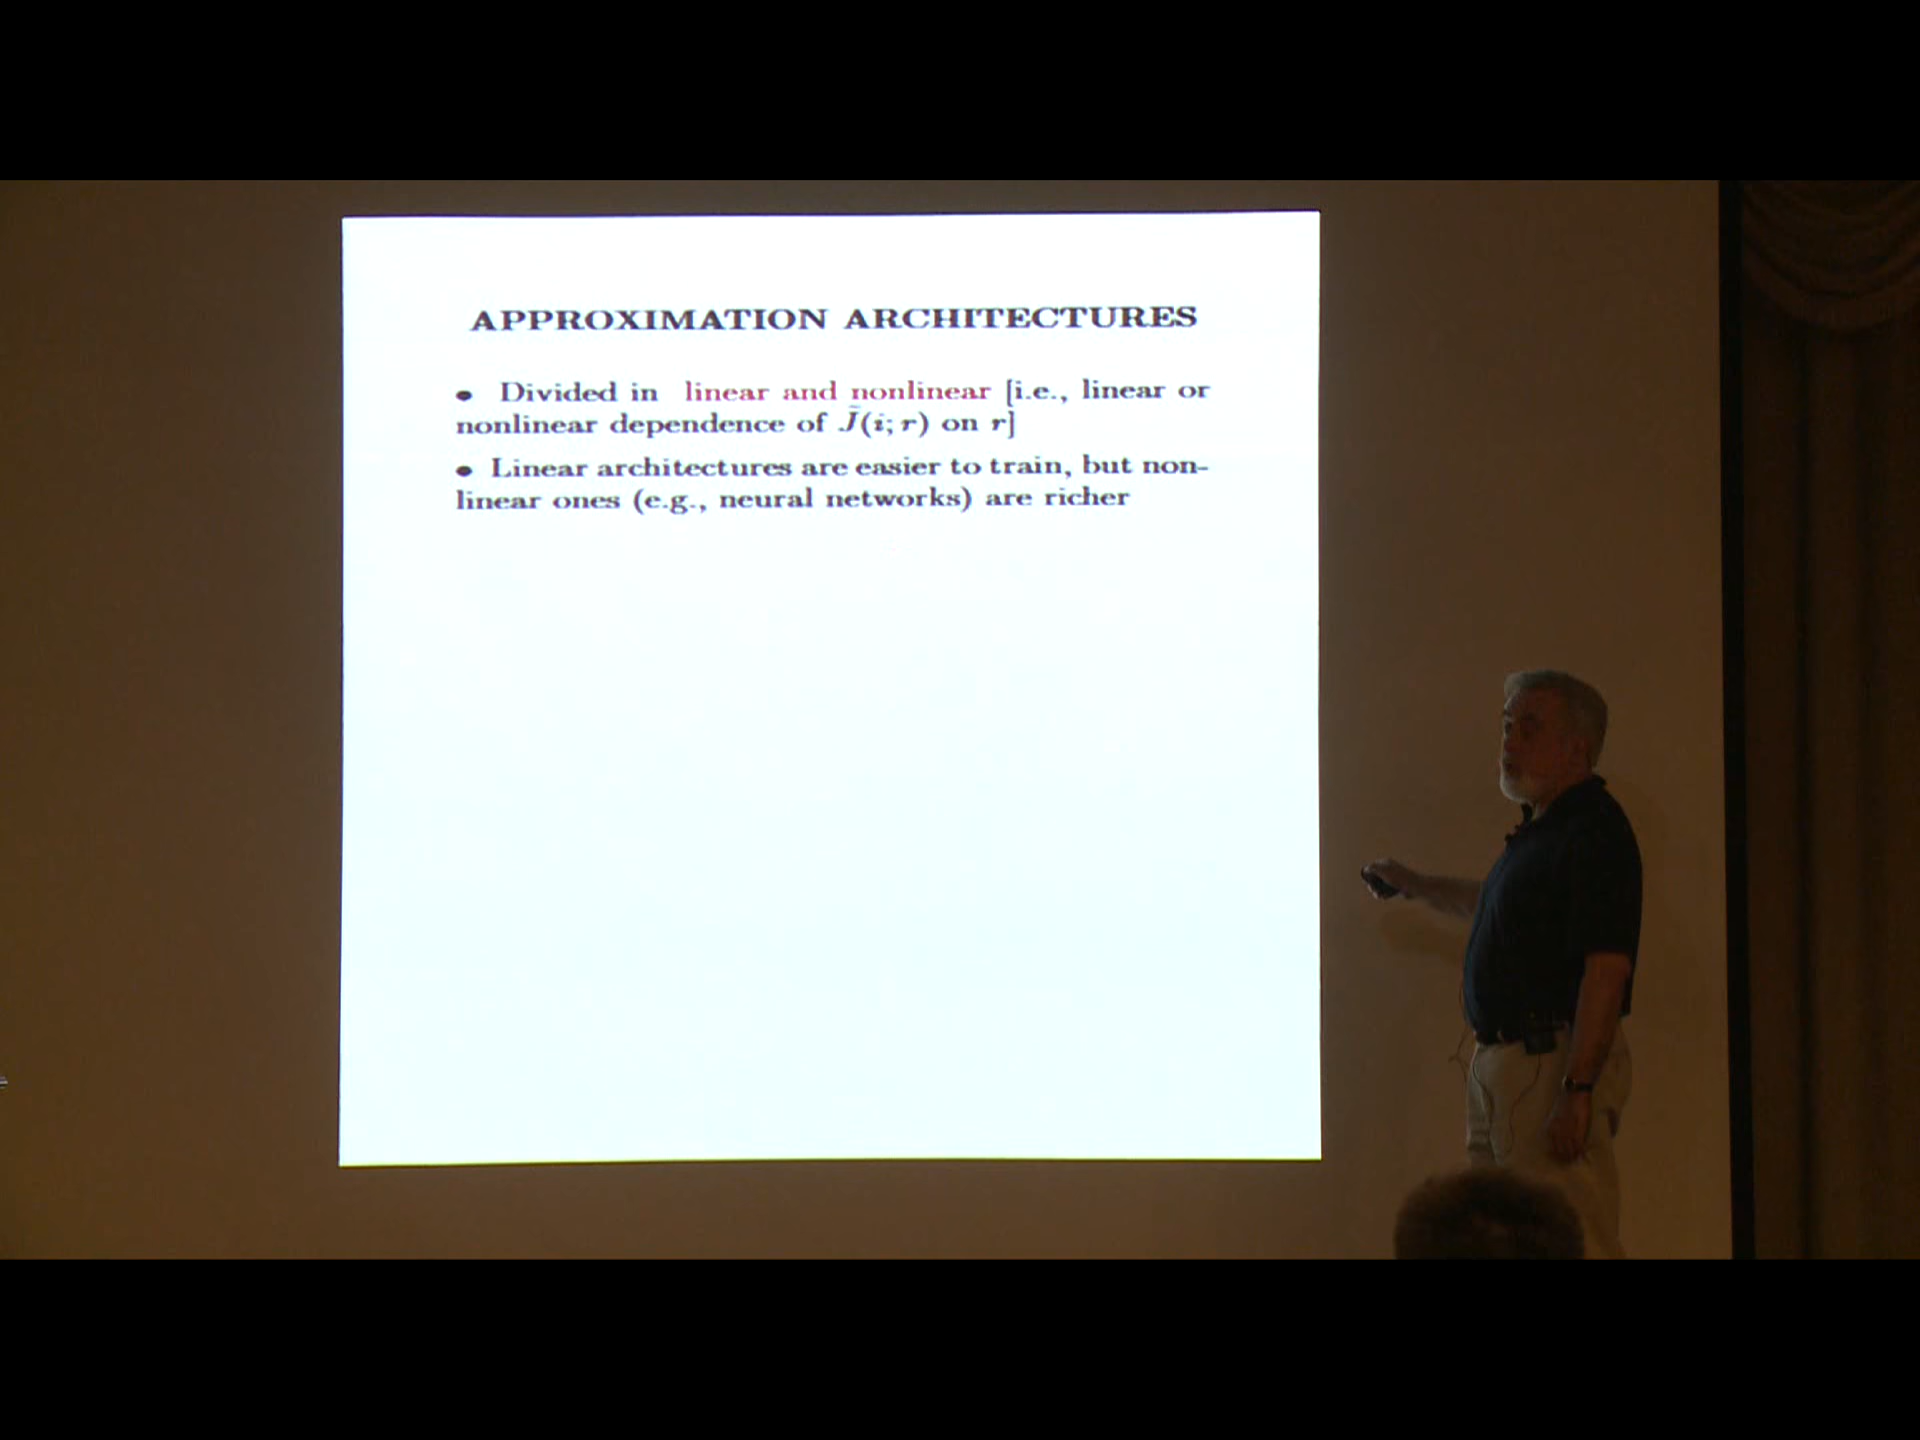 APPROXIMATION ARCHITECTURES
• Divided in linear and nonlinear [i.e., linear or
nonlinear dependence of J̃(i; r) on r]
• Linear architectures are easier to train, but non-
linear ones (e.g., neural networks) are richer